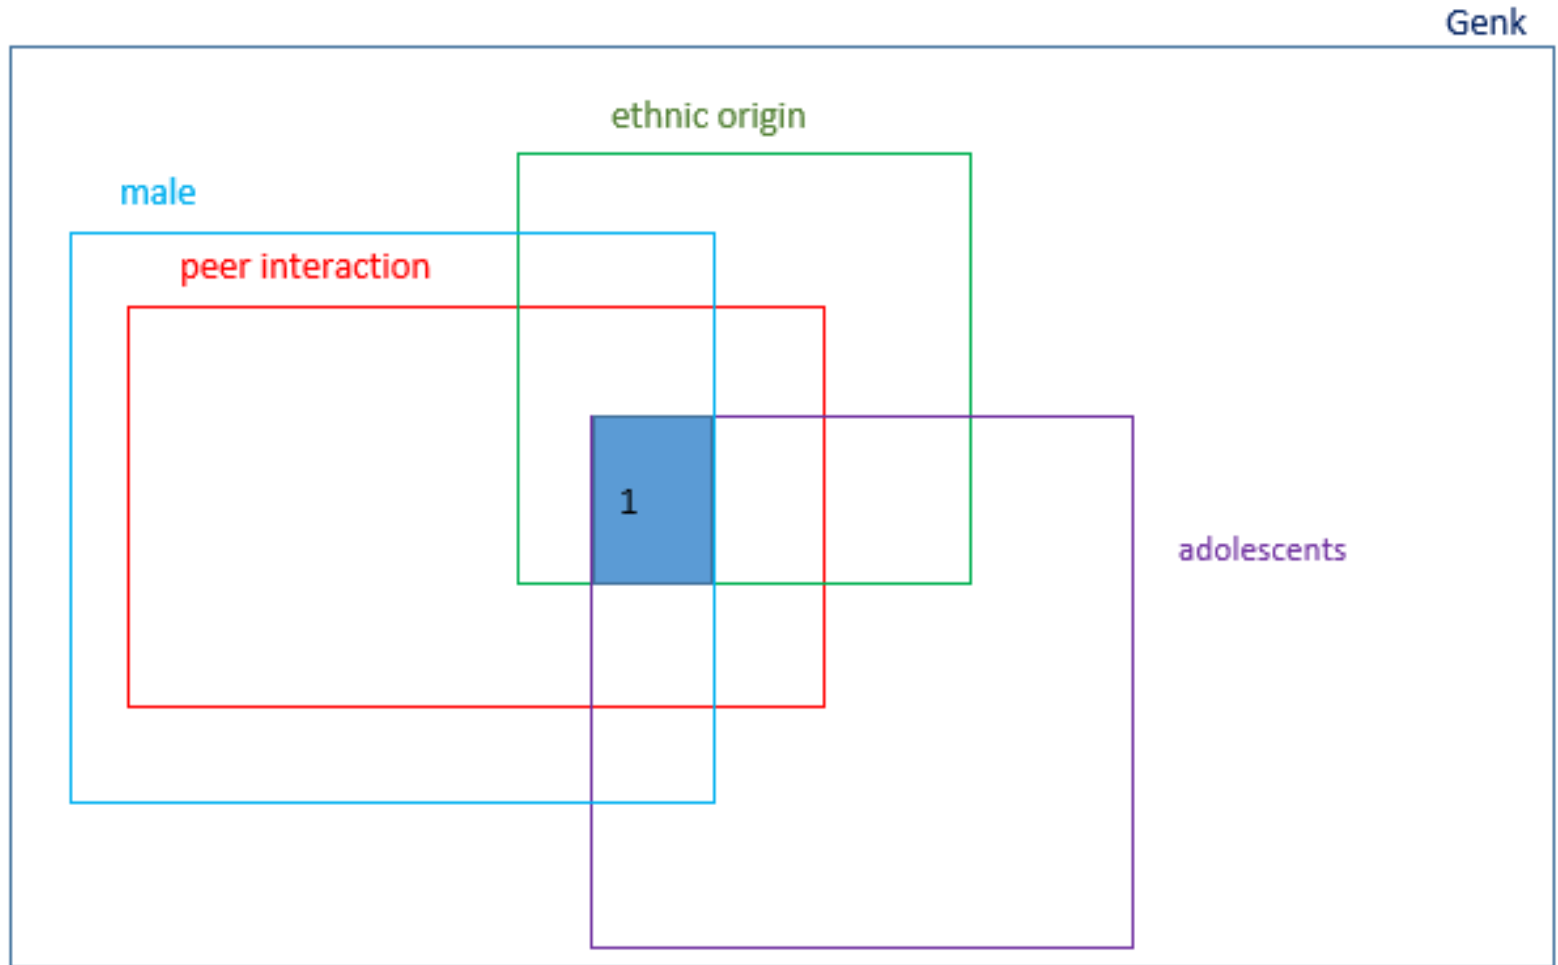 Genk
ethnic origin
male
peer interaction
1
adolescents